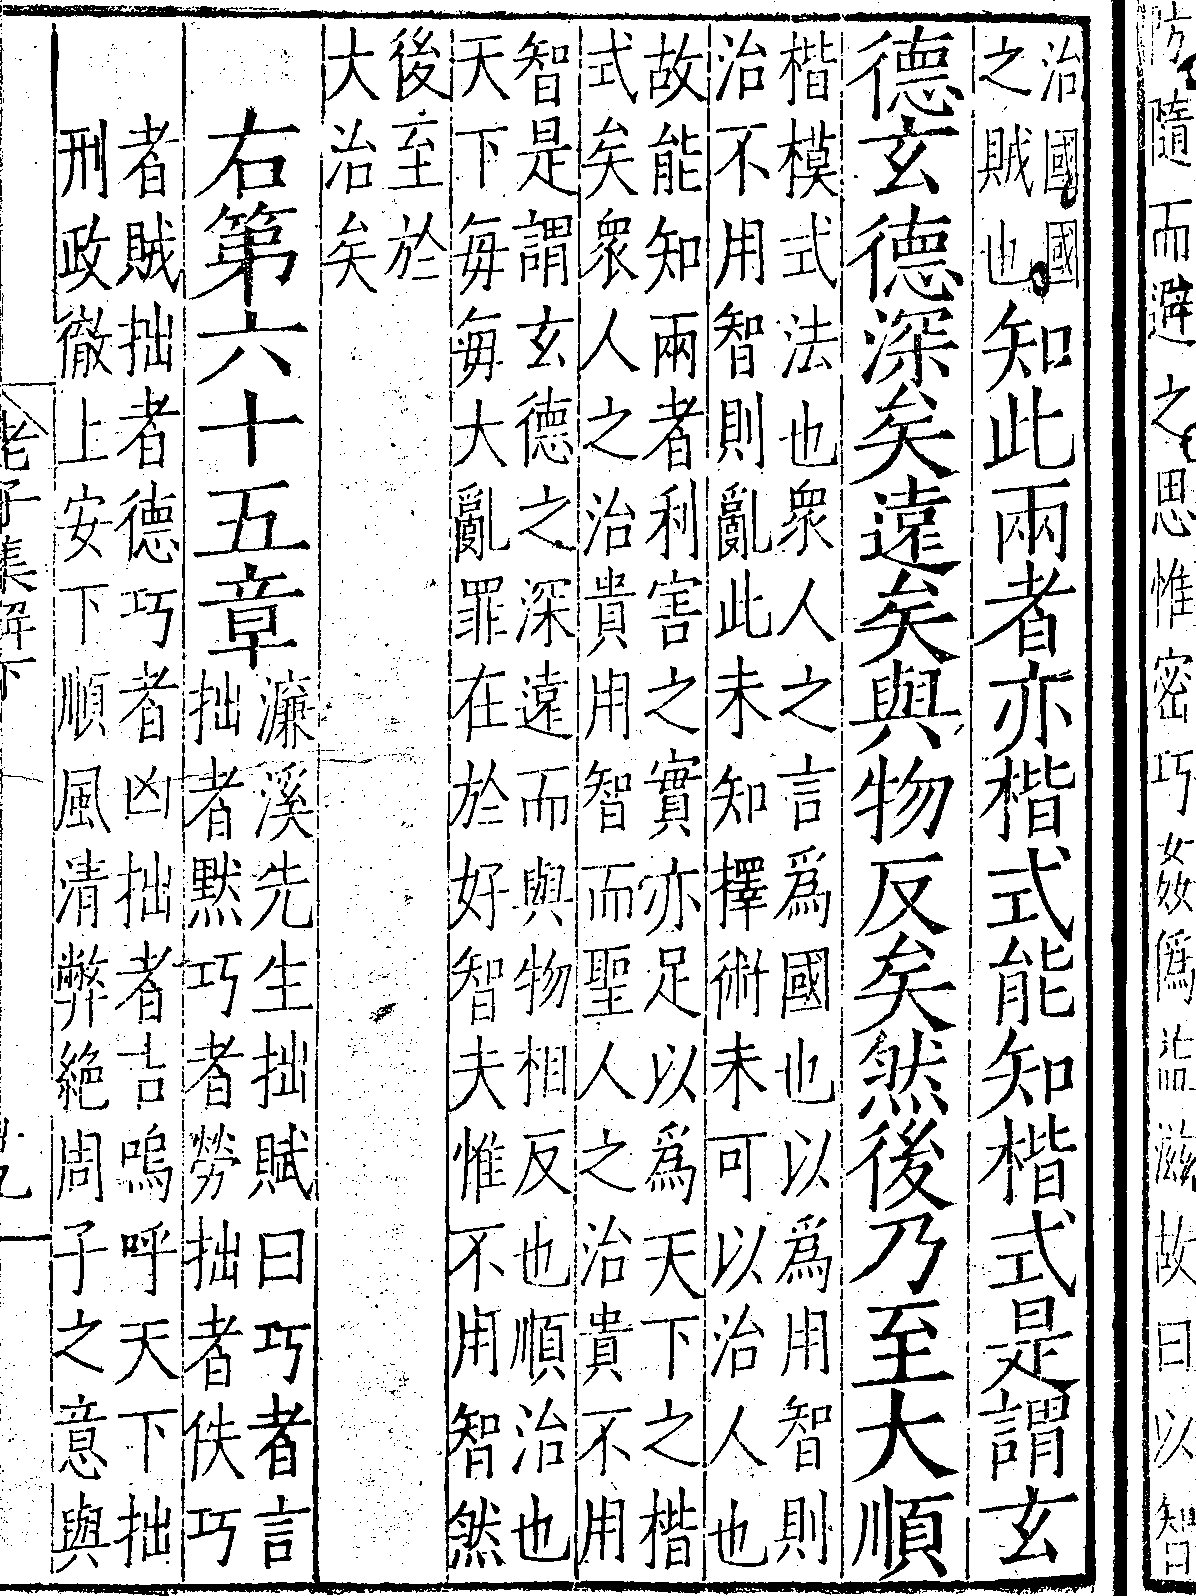 防隨而避之思惟密巧姦偽益滋故曰以智
治國國
之賊也
知此兩者亦楷式能知楷式是謂玄
德玄德深矣遠矣與物反矣然後乃至大順
楷模式法也衆人之言爲國也以爲用智則
治不用智則亂此未知擇術未可以治人也
故能知兩者利害之實亦足以爲天下之楷
式矣衆人之治貴用智而聖人之治貴不用
智是謂玄德之深遠而與物相反也順治也
天下每每大亂罪在於好智夫惟不用智然
後至於
大治矣
右第六十五章
濂溪先生拙賦曰巧者言
拙者默巧者勞拙者佚巧
者賊拙者德巧者凶拙者吉嗚呼天下拙
刑政徹上安下順風清弊絶周子之意與
老子集解下